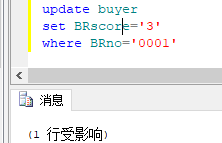 update buyer
set BRscore='3'
where BRno='0001'
消息
(1 行受影响)